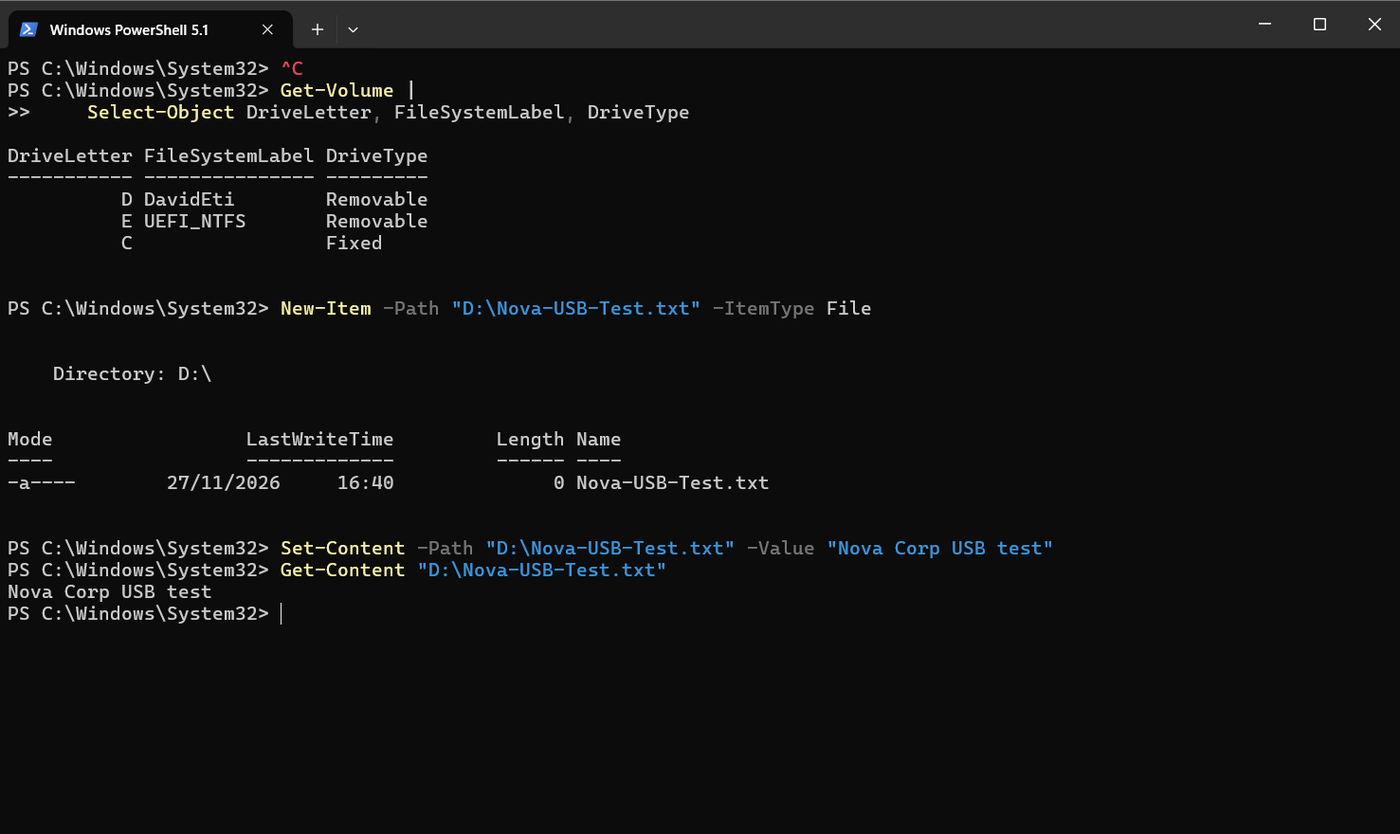 Windows PowerShell 5.1
PS C:\Windows\System32> ^C
PS C:\Windows\System32> Get-Volume |
>>     Select-Object DriveLetter, FileSystemLabel, DriveType

DriveLetter FileSystemLabel DriveType
----------- --------------- ---------
          D DavidEti        Removable
          E UEFI_NTFS       Removable
          C                 Fixed

PS C:\Windows\System32> New-Item -Path "D:\Nova-USB-Test.txt" -ItemType File

    Directory: D:\

Mode                 LastWriteTime         Length Name
----                 -------------         ------ ----
-a----        27/11/2026     16:40              0 Nova-USB-Test.txt

PS C:\Windows\System32> Set-Content -Path "D:\Nova-USB-Test.txt" -Value "Nova Corp USB test"
PS C:\Windows\System32> Get-Content "D:\Nova-USB-Test.txt"
Nova Corp USB test
PS C:\Windows\System32>